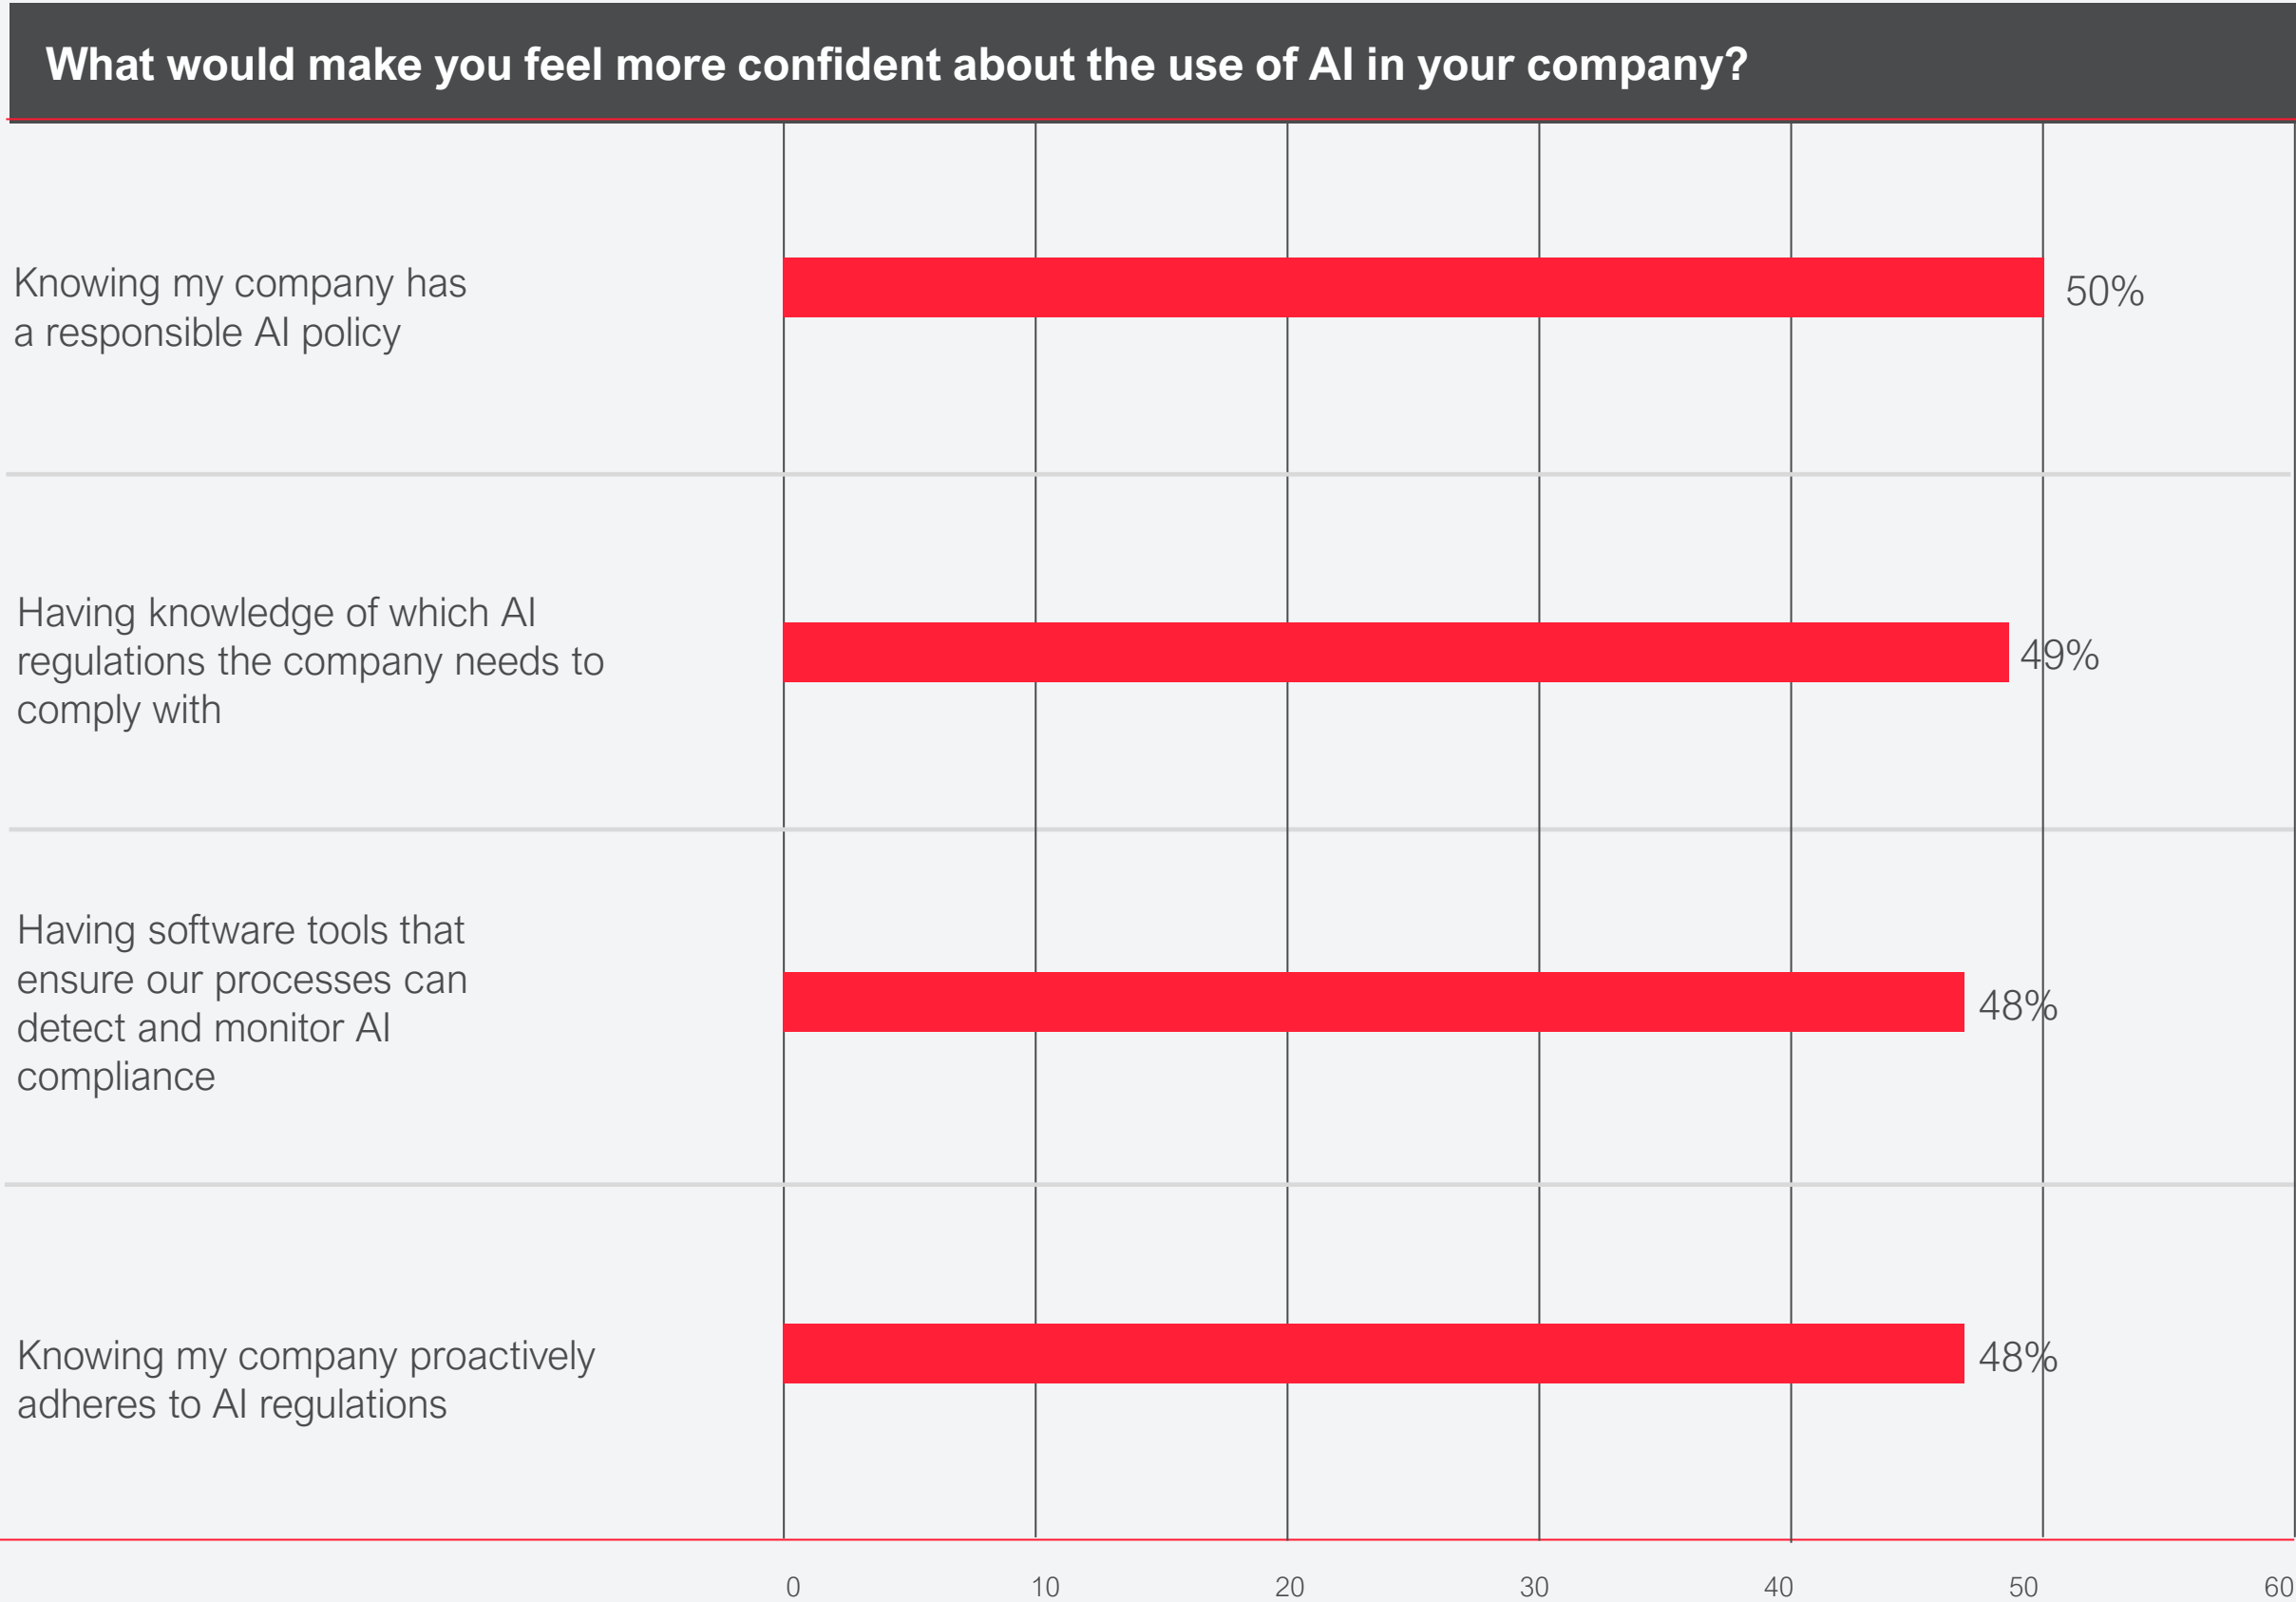 What would make you feel more confident about the use of AI in your company?
Knowing my company has
a responsible AI policy
50%
Having knowledge of which AI
regulations the company needs to
comply with
49%
Having software tools that
ensure our processes can
detect and monitor AI
compliance
48%
Knowing my company proactively
adheres to AI regulations
48%
0 10 20 30 40 50 60